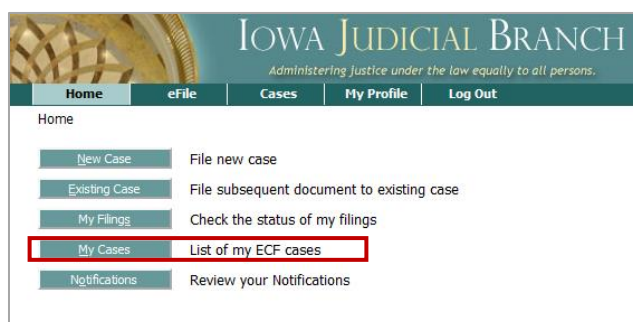 IOWA JUDICIAL BRANCH
Administering justice under the law equally to all persons.
Home eFile Cases My Profile Log Out
Home
New Case File new case
Existing Case File subsequent document to existing case
My Filings Check the status of my filings
My Cases List of my ECF cases
Notifications Review your Notifications